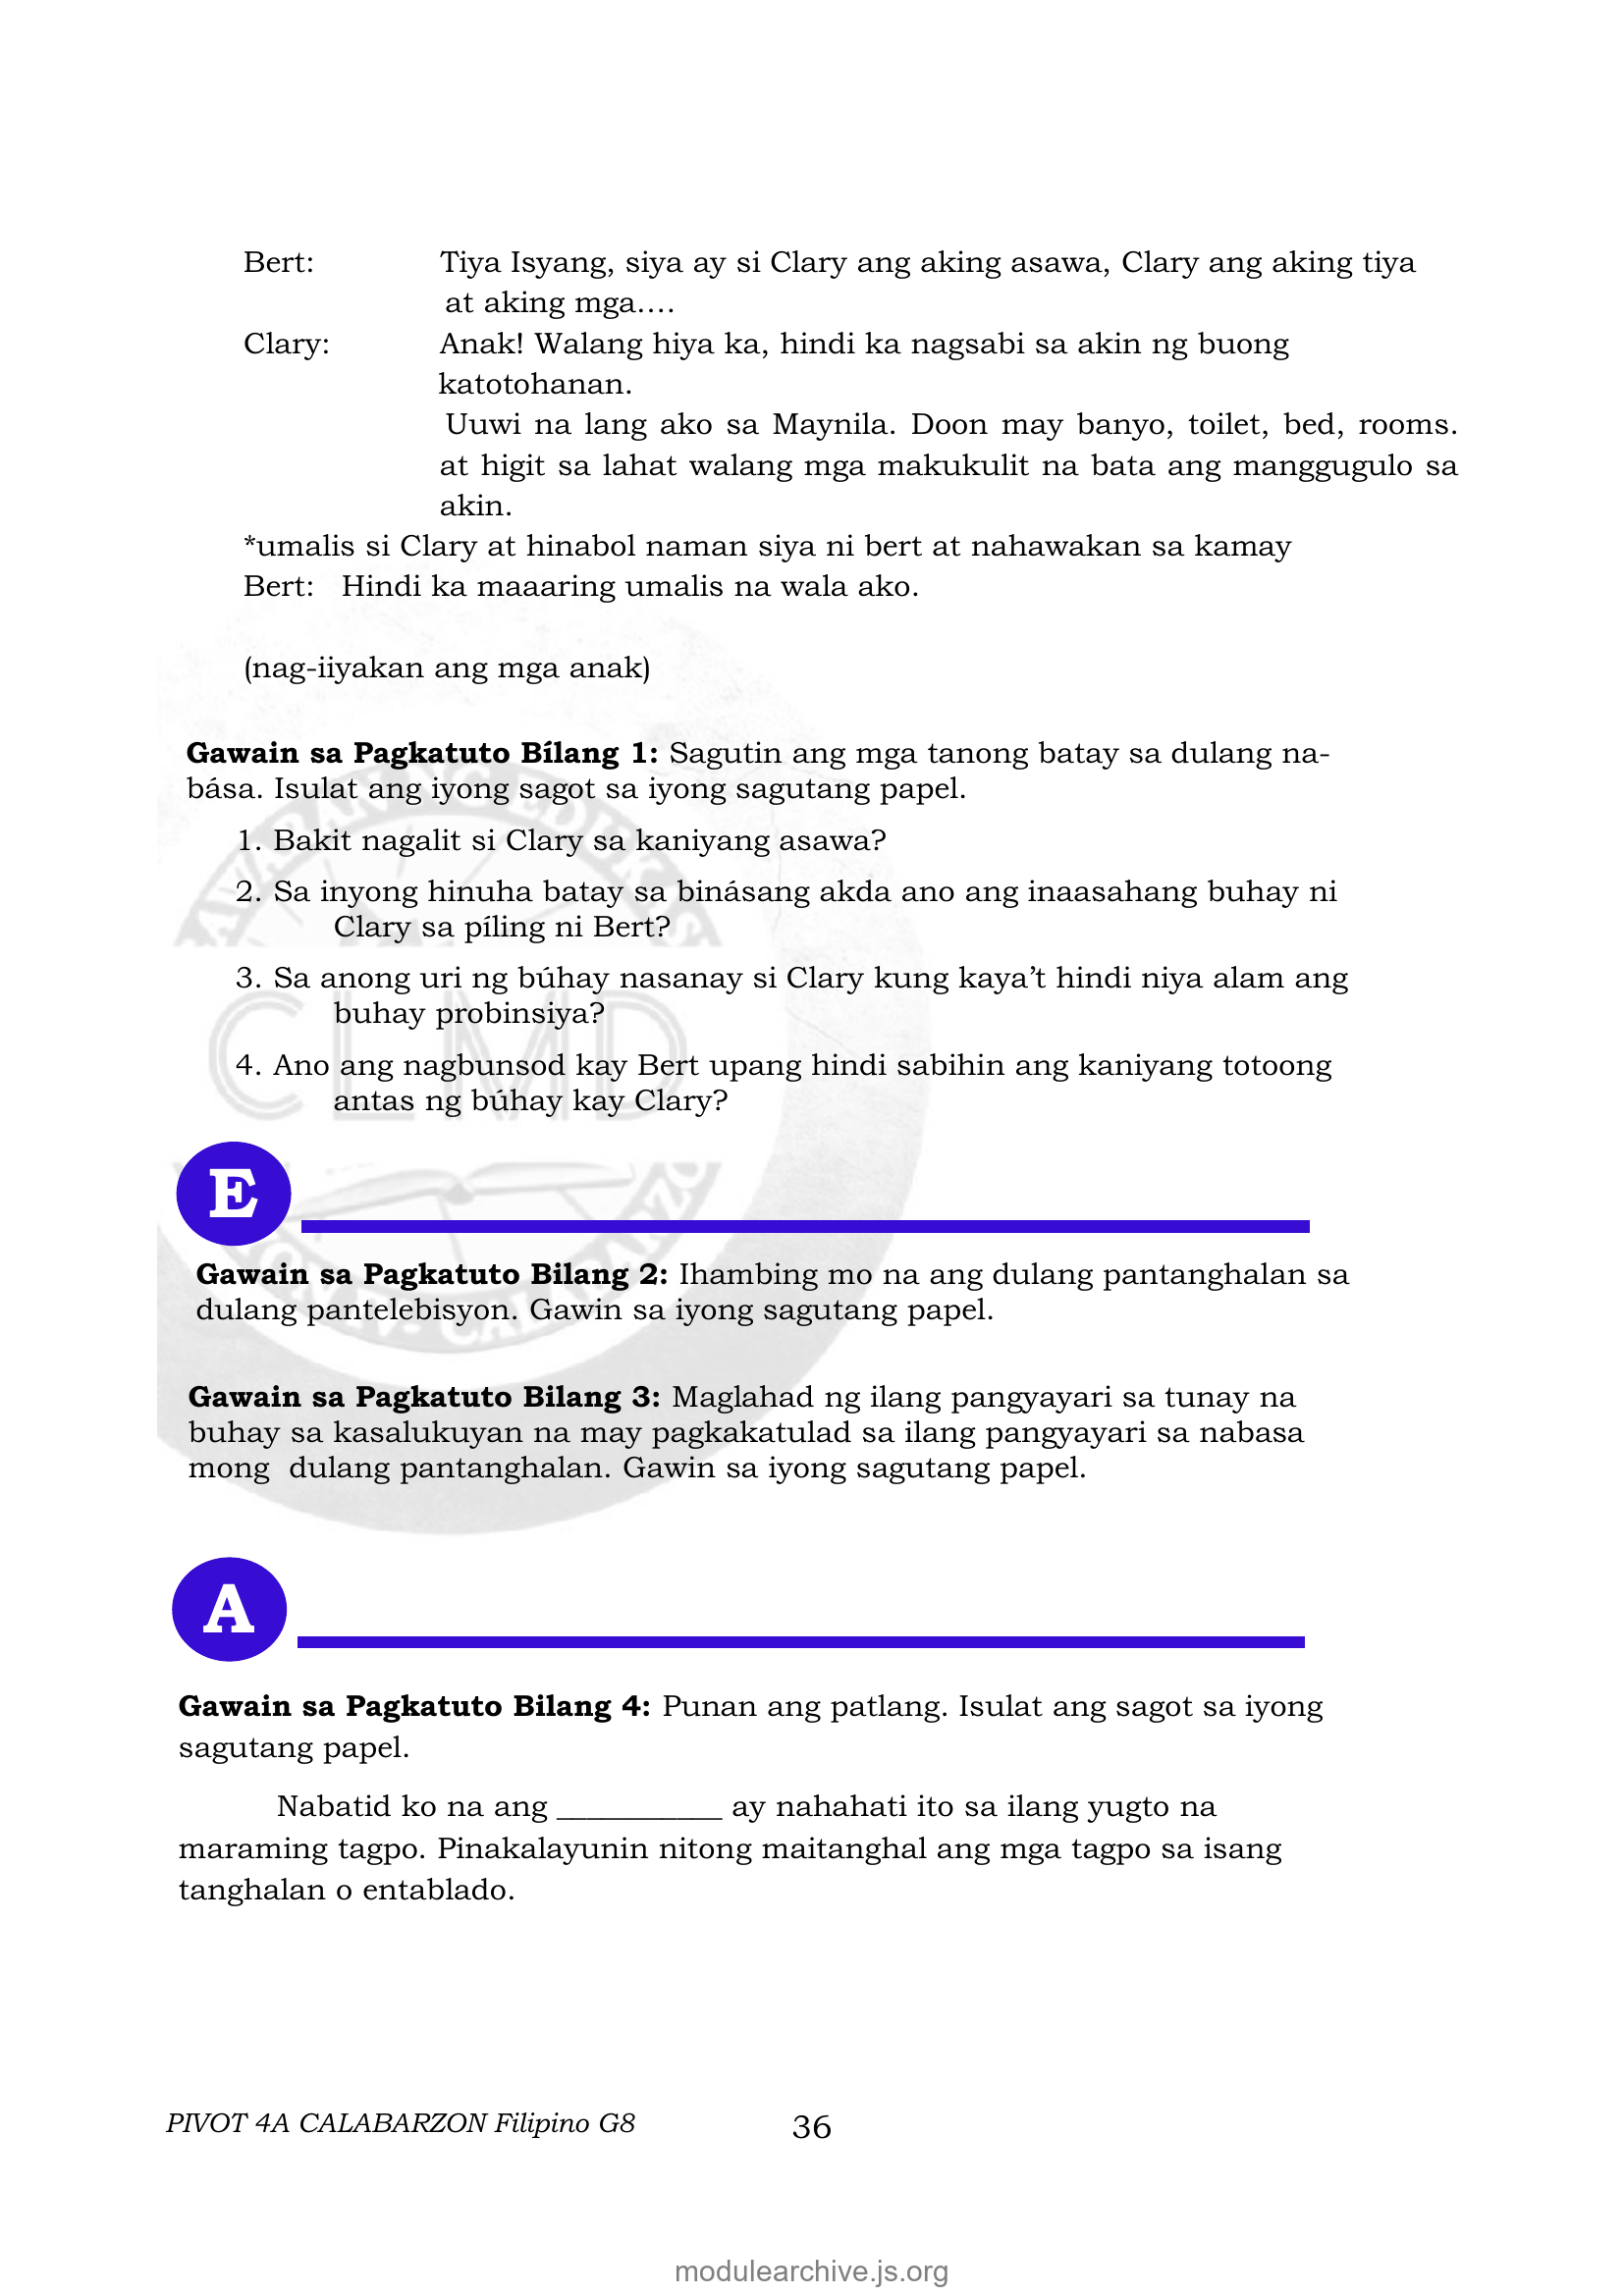 Bert: Tiya Isyang, siya ay si Clary ang aking asawa, Clary ang aking tiya
at aking mga....
Clary: Anak! Walang hiya ka, hindi ka nagsabi sa akin ng buong
katotohanan.
Uuwi na lang ako sa Maynila. Doon may banyo, toilet, bed, rooms.
at higit sa lahat walang mga makukulit na bata ang manggugulo sa
akin.
*umalis si Clary at hinabol naman siya ni bert at nahawakan sa kamay
Bert: Hindi ka maaaring umalis na wala ako.
(nag-iiyakan ang mga anak)
Gawain sa Pagkatuto Bílang 1: Sagutin ang mga tanong batay sa dulang na-
bása. Isulat ang iyong sagot sa iyong sagutang papel.
1. Bakit nagalit si Clary sa kaniyang asawa?
2. Sa inyong hinuha batay sa binásang akda ano ang inaasahang buhay ni
Clary sa píling ni Bert?
3. Sa anong uri ng búhay nasanay si Clary kung kaya’t hindi niya alam ang
buhay probinsiya?
4. Ano ang nagbunsod kay Bert upang hindi sabihin ang kaniyang totoong
antas ng búhay kay Clary?
CLMD
E
Gawain sa Pagkatuto Bilang 2: Ihambing mo na ang dulang pantanghalan sa
dulang pantelebisyon. Gawin sa iyong sagutang papel.
Gawain sa Pagkatuto Bilang 3: Maglahad ng ilang pangyayari sa tunay na
buhay sa kasalukuyan na may pagkakatulad sa ilang pangyayari sa nabasa
mong dulang pantanghalan. Gawin sa iyong sagutang papel.
A
Gawain sa Pagkatuto Bilang 4: Punan ang patlang. Isulat ang sagot sa iyong
sagutang papel.
Nabatid ko na ang ___________ ay nahahati ito sa ilang yugto na
maraming tagpo. Pinakalayunin nitong maitanghal ang mga tagpo sa isang
tanghalan o entablado.
PIVOT 4A CALABARZON Filipino G8 36
modulearchive.js.org